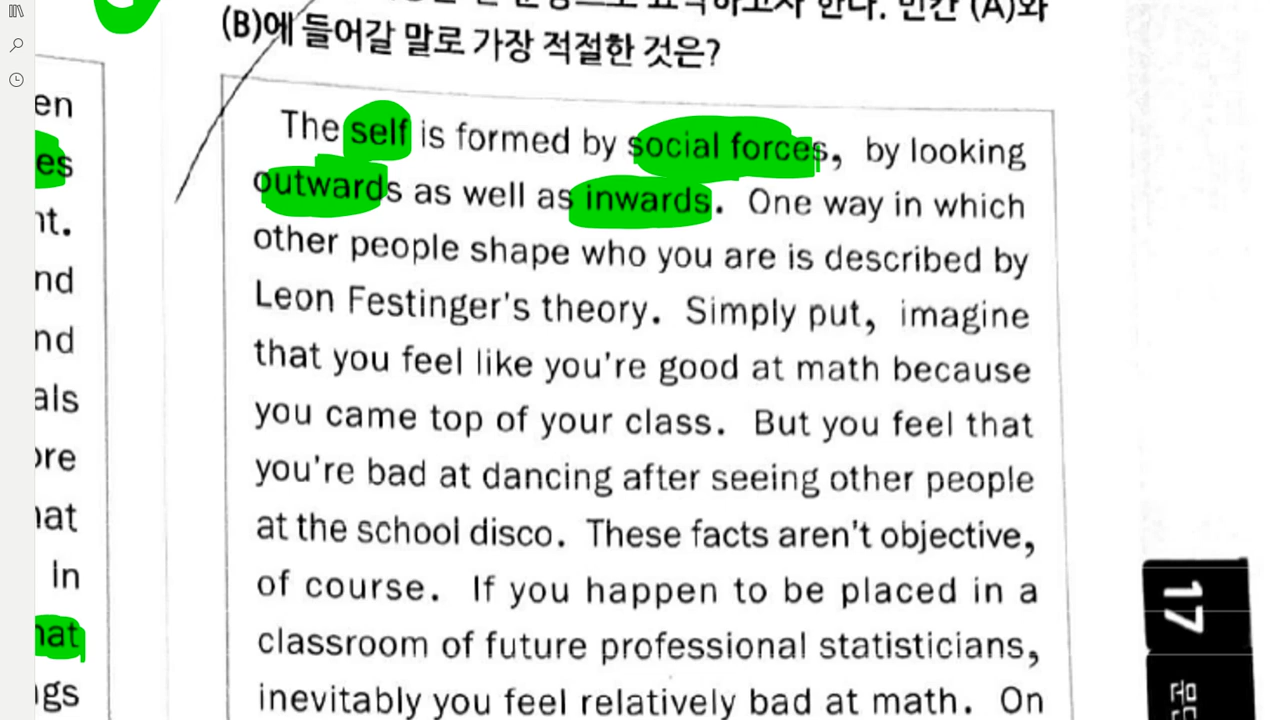 (B)에 들어갈 말로 가장 적절한 것은?
The self is formed by social forces, by looking
outwards as well as inwards. One way in which
other people shape who you are is described by
Leon Festinger's theory. Simply put, imagine
that you feel like you're good at math because
you came top of your class. But you feel that
you're bad at dancing after seeing other people
at the school disco. These facts aren't objective,
of course. If you happen to be placed in a
classroom of future professional statisticians,
inevitably you feel relatively bad at math. On
en
es
nt.
nd
nd
als
ore
hat
in
hat
ngs
17